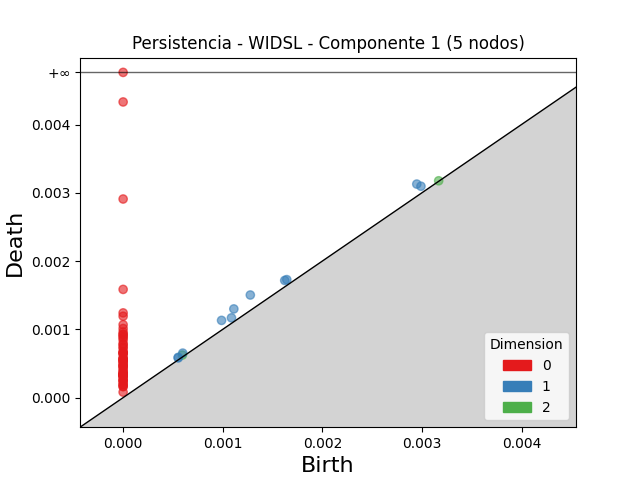 Persistencia - WIDSL - Componente 1 (5 nodos)
+∞
0.004
0.003
0.002
0.001
0.000
Death
Dimension
0
1
2
0.000 0.001 0.002 0.003 0.004
Birth